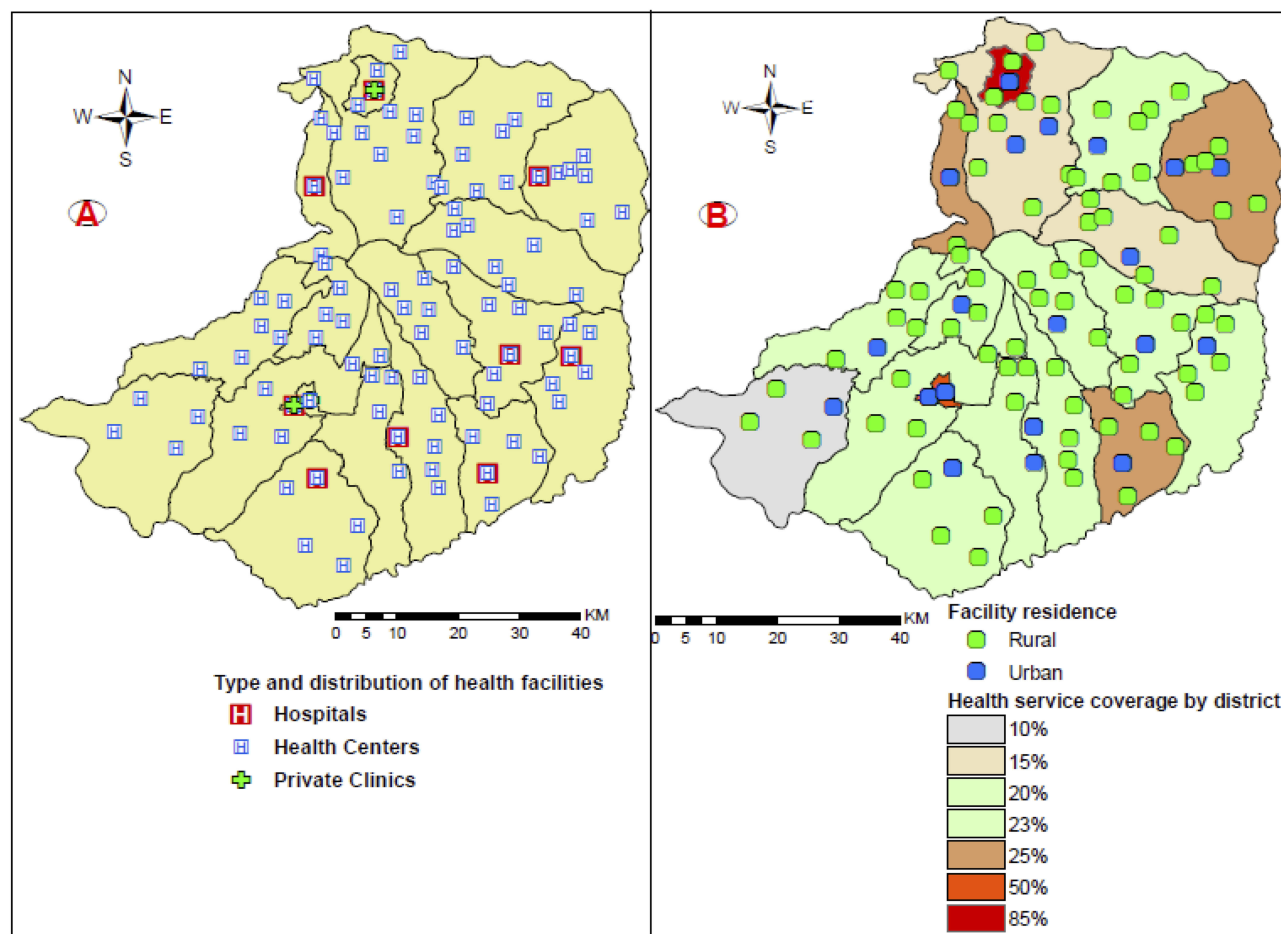 N
W E
S
A
KM
0 5 10 20 30 40
Type and distribution of health facilities
H Hospitals
H Health Centers
Private Clinics
N
W E
S
B
KM
0 5 10 20 30 40
Facility residence
Rural
Urban
Health service coverage by district
10%
15%
20%
23%
25%
50%
85%